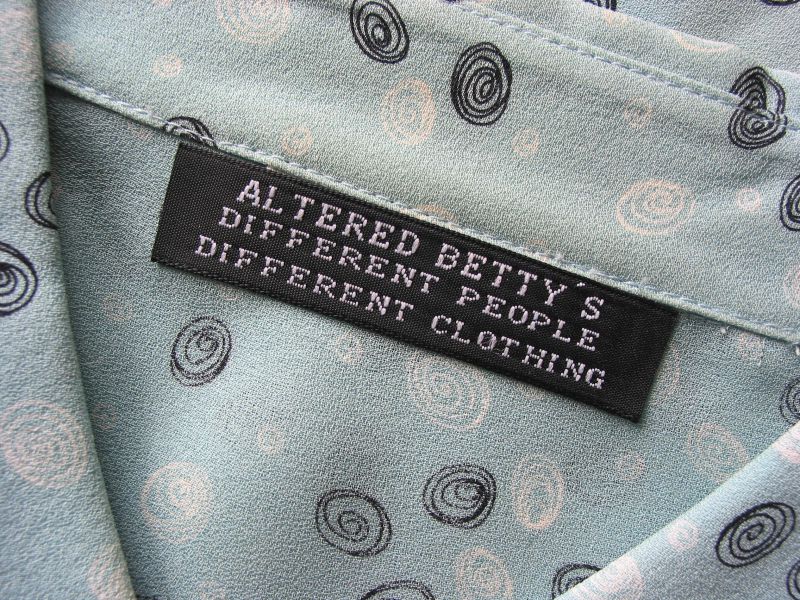 ALTERED BETTY'S
DIFFERENT PEOPLE
DIFFERENT CLOTHING